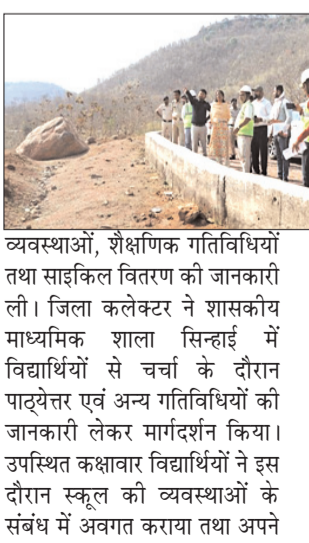 व्यवस्थाओं, शैक्षणिक गतिविधियों
तथा साइकिल वितरण की जानकारी
ली। जिला कलेक्टर ने शासकीय
माध्यमिक शाला सिन्हाई में
विद्यार्थियों से चर्चा के दौरान
पाठ्येत्तर एवं अन्य गतिविधियों की
जानकारी लेकर मार्गदर्शन किया।
उपस्थित कक्षावार विद्यार्थियों ने इस
दौरान स्कूल की व्यवस्थाओं के
संबंध में अवगत कराया तथा अपने